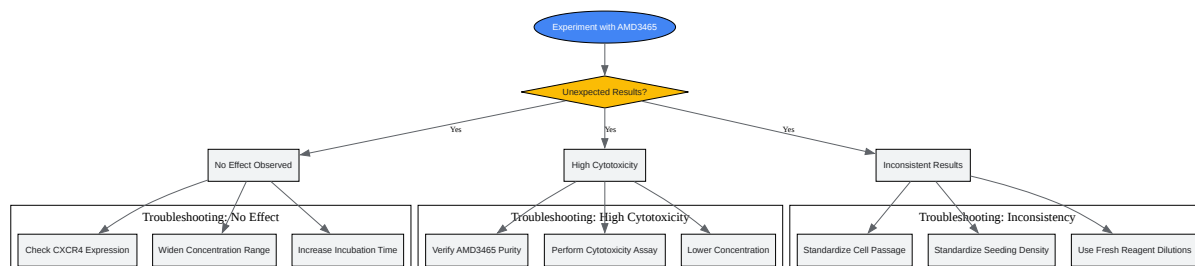 Experiment with AMD3465
Unexpected Results?
Yes
Yes
Yes
No Effect Observed
High Cytotoxicity
Inconsistent Results
Troubleshooting: No Effect
Troubleshooting: High Cytotoxicity
Troubleshooting: Inconsistency
Check CXCR4 Expression
Widen Concentration Range
Increase Incubation Time
Verify AMD3465 Purity
Perform Cytotoxicity Assay
Lower Concentration
Standardize Cell Passage
Standardize Seeding Density
Use Fresh Reagent Dilutions